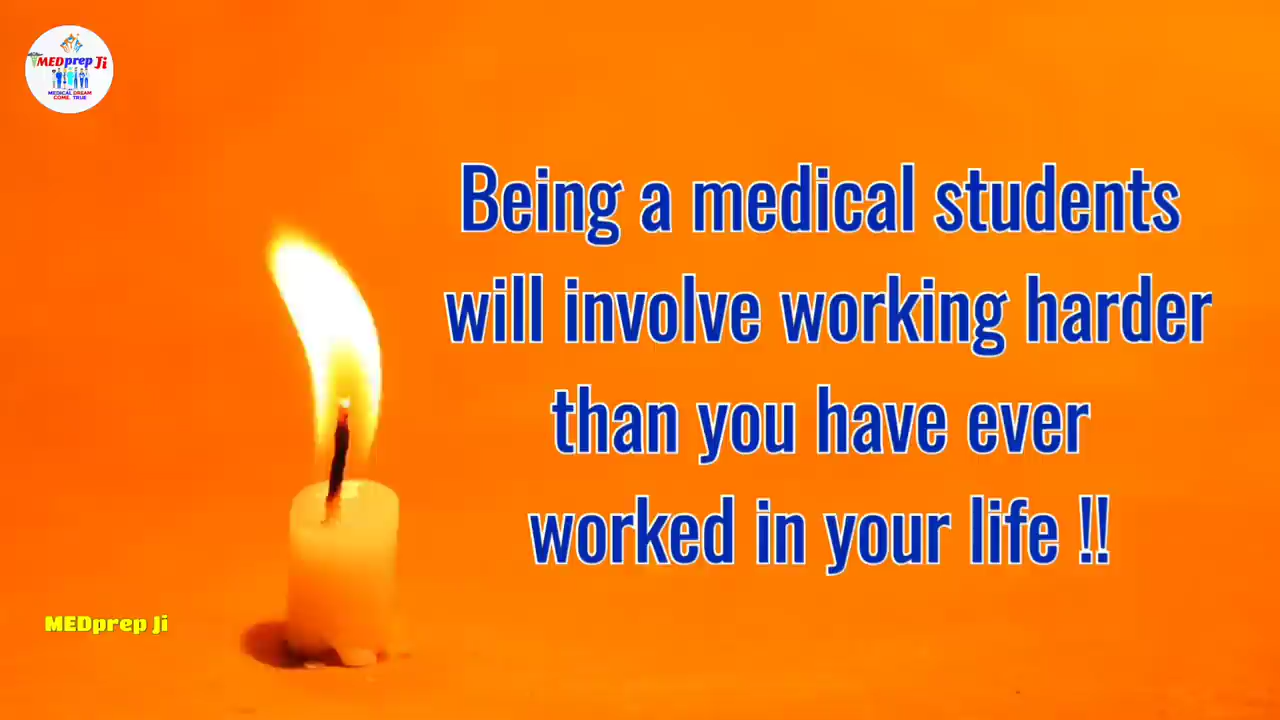 MEDprep Ji
MEDICAL DREAM
COME TRUE
Being a medical students
will involve working harder
than you have ever
worked in your life !!
MEDprep Ji